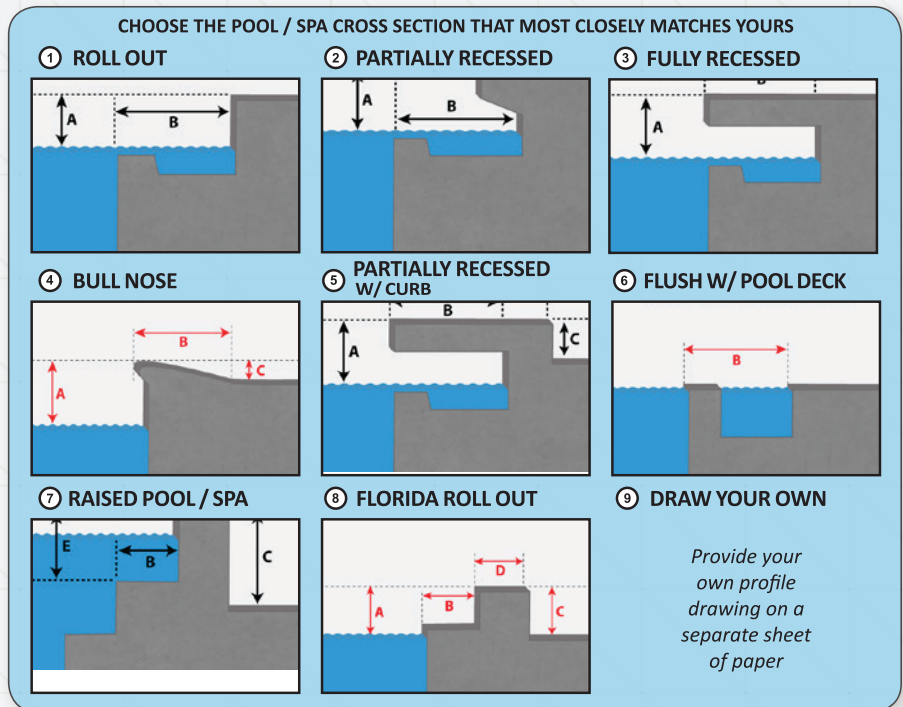 CHOOSE THE POOL / SPA CROSS SECTION THAT MOST CLOSELY MATCHES YOURS
1 ROLL OUT
A
B
2 PARTIALLY RECESSED
A
B
3 FULLY RECESSED
B
A
4 BULL NOSE
B
A
C
5 PARTIALLY RECESSED
W/ CURB
B
A
C
6 FLUSH W/ POOL DECK
B
7 RAISED POOL / SPA
E
B
C
8 FLORIDA ROLL OUT
D
A
B
C
9 DRAW YOUR OWN
Provide your
own profile
drawing on a
separate sheet
of paper